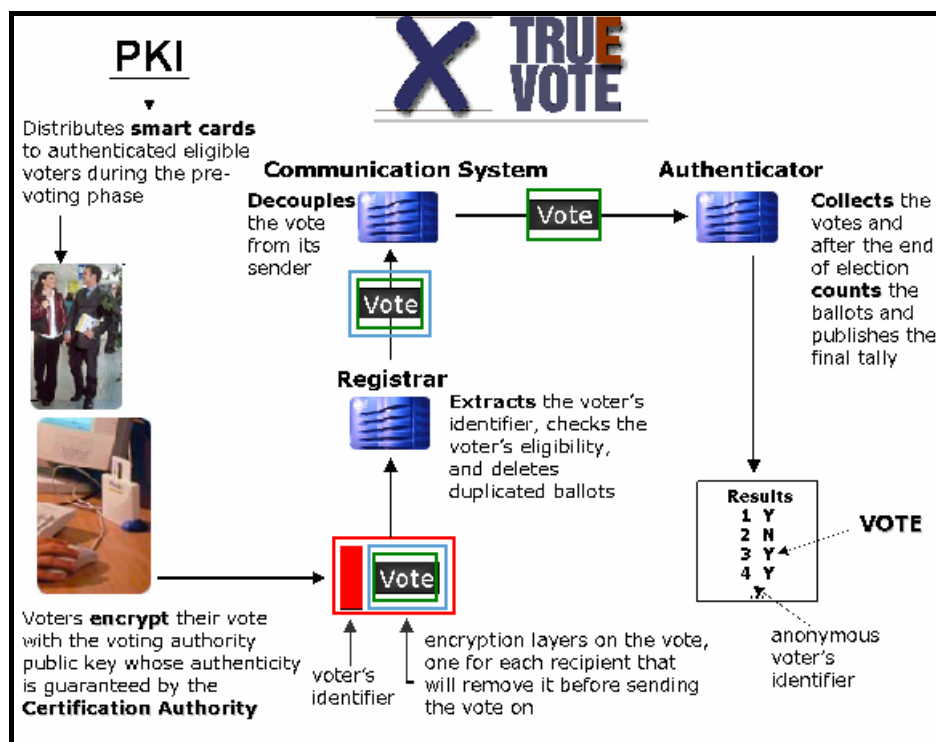 PKI
TRUE
VOTE
Distributes smart cards
to authenticated eligible
voters during the pre-
voting phase
Communication System
Decouples
the vote
from its
sender
Vote
Authenticator
Collects the
votes and
after the end
of election
counts the
ballots and
publishes the
final tally
Vote
Registrar
Extracts the voter's
identifier, checks the
voter's eligibility,
and deletes
duplicated ballots
Vote
Results
1 Y
2 N
3 Y
4 Y
VOTE
Voters encrypt their vote
with the voting authority
public key whose authenticity
is guaranteed by the
Certification Authority
voter's
identifier
encryption layers on the vote,
one for each recipient that
will remove it before sending
the vote on
anonymous
voter's
identifier